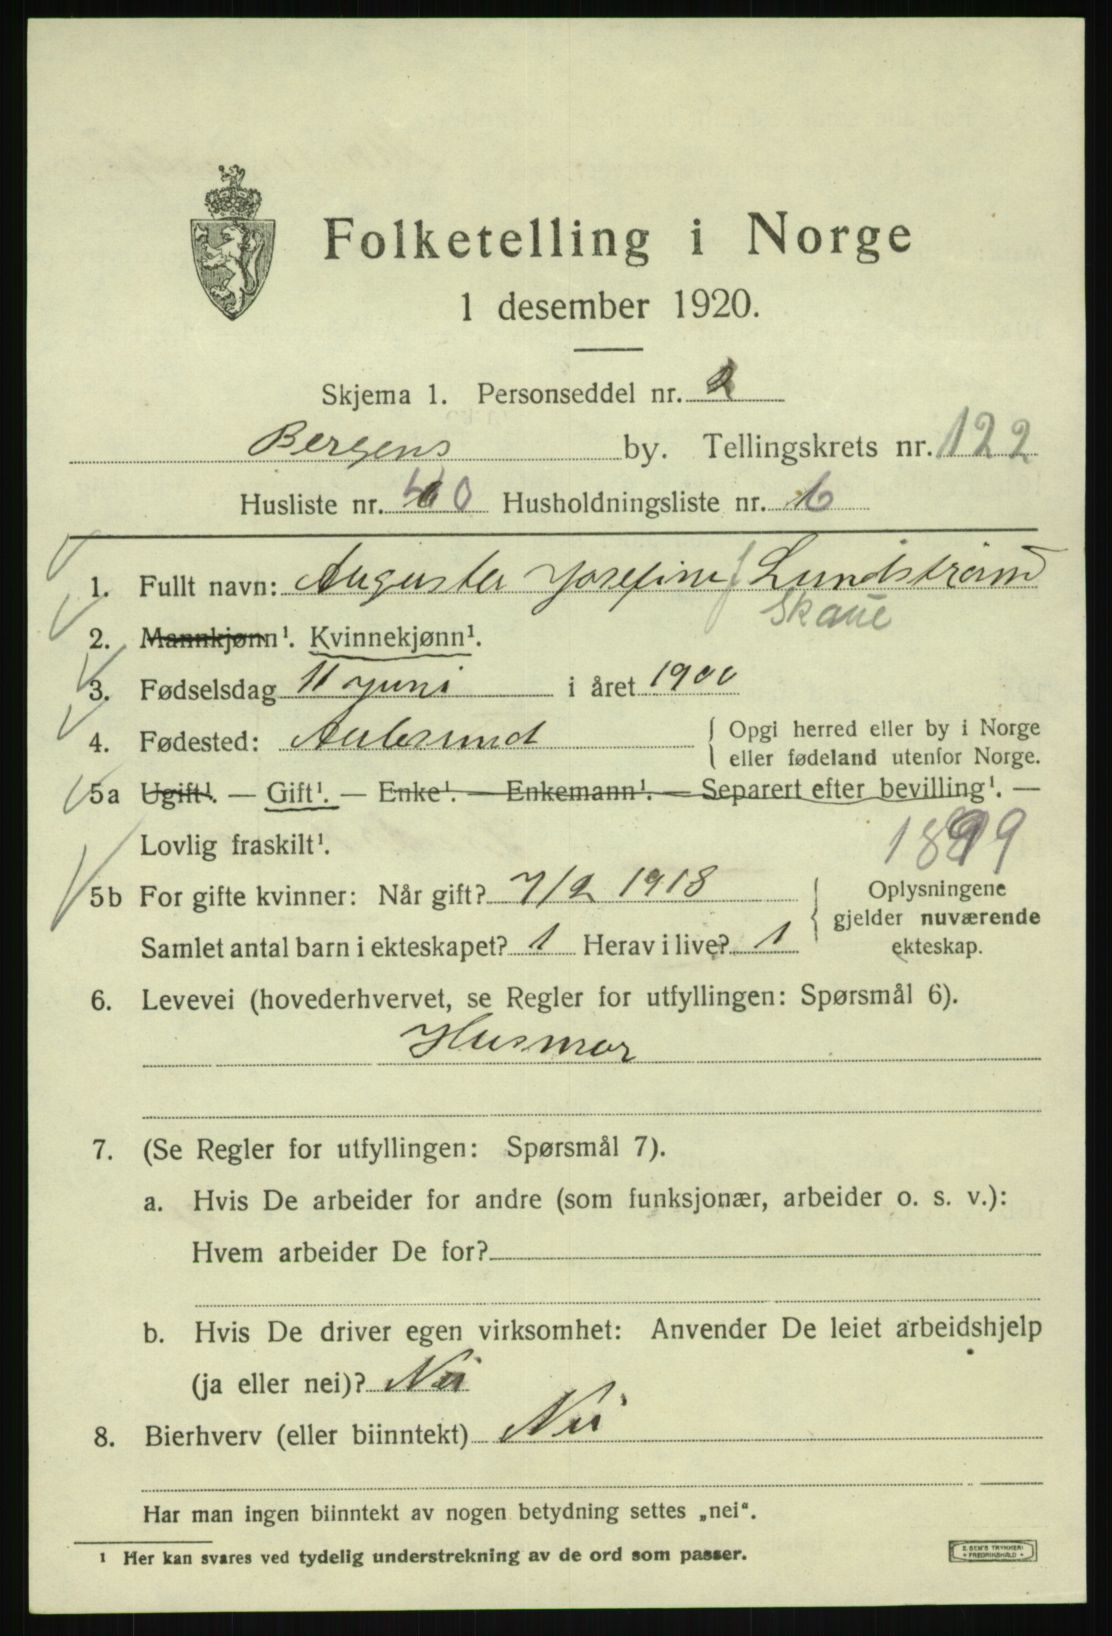 Folketelling i Norge
1 desember 1920.
Skjema 1. Personseddel nr. 2
Bergens by. Tellingskrets nr. 122
Husliste nr. 40 Husholdningsliste nr. 6
1. Fullt navn: Augusta Josefine Lundstrøm
Skaue
2. Mannkjønn¹. Kvinnekjønn¹.
3. Fødselsdag 11 juni i året 1900
4. Fødested: Aalesund { Opgi herred eller by i Norge
eller fødeland utenfor Norge.
5a Ugift¹. — Gift¹. — Enke¹. — Enkemann¹. — Separert efter bevilling¹. —
Lovlig fraskilt¹.
1899
5b For gifte kvinner: Når gift? 7/2 1918 { Oplysningene
gjelder nuværende
Samlet antal barn i ekteskapet? 1 Herav i live? 1 ekteskap.
6. Levevei (hovederhvervet, se Regler for utfyllingen: Spørsmål 6).
Husmor
7. (Se Regler for utfyllingen: Spørsmål 7).
a. Hvis De arbeider for andre (som funksjonær, arbeider o. s. v.):
Hvem arbeider De for?
b. Hvis De driver egen virksomhet: Anvender De leiet arbeidshjelp
(ja eller nei)? Nei
8. Bierhverv (eller biinntekt) Nei
Har man ingen biinntekt av nogen betydning settes „nei“.
¹ Her kan svares ved tydelig understrekning av de ord som passer.
E. SEM'S TRYKKERI
FREDRIKSHALD